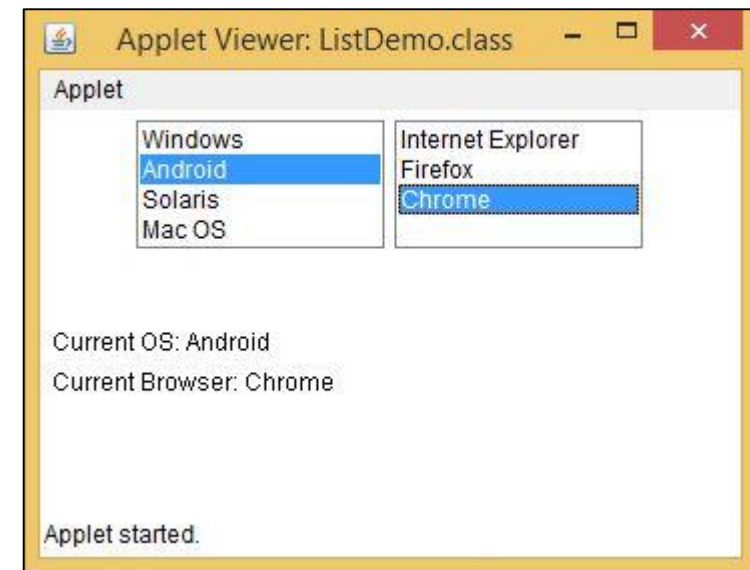 Applet Viewer: ListDemo.class
Applet
Windows
Android
Solaris
Mac OS
Internet Explorer
Firefox
Chrome
Current OS: Android
Current Browser: Chrome
Applet started.